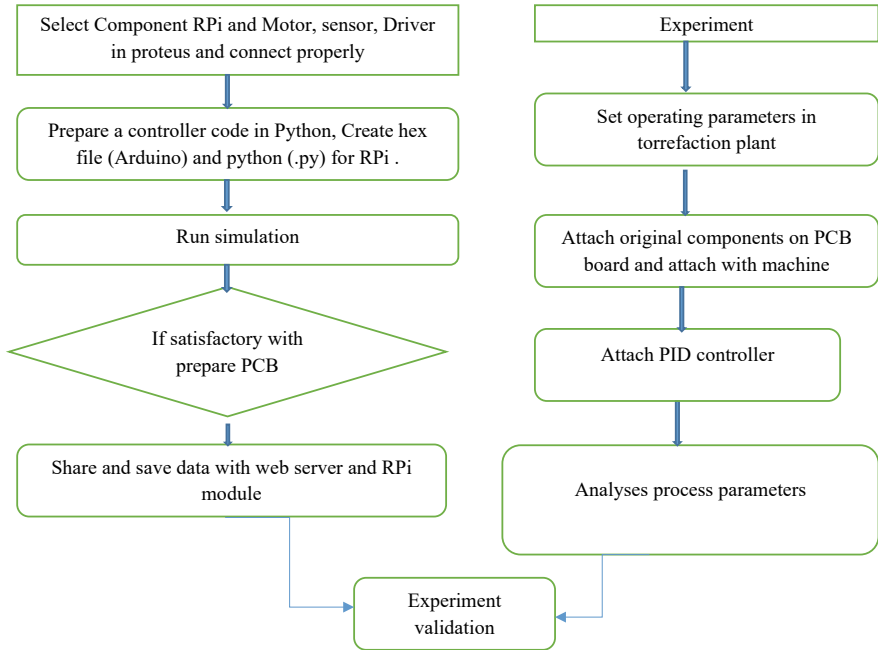 Select Component RPi and Motor, sensor, Driver
in proteus and connect properly
Prepare a controller code in Python, Create hex
file (Arduino) and python (.py) for RPi .
Run simulation
If satisfactory with
prepare PCB
Share and save data with web server and RPi
module
Experiment
Set operating parameters in
torrefaction plant
Attach original components on PCB
board and attach with machine
Attach PID controller
Analyses process parameters
Experiment
validation